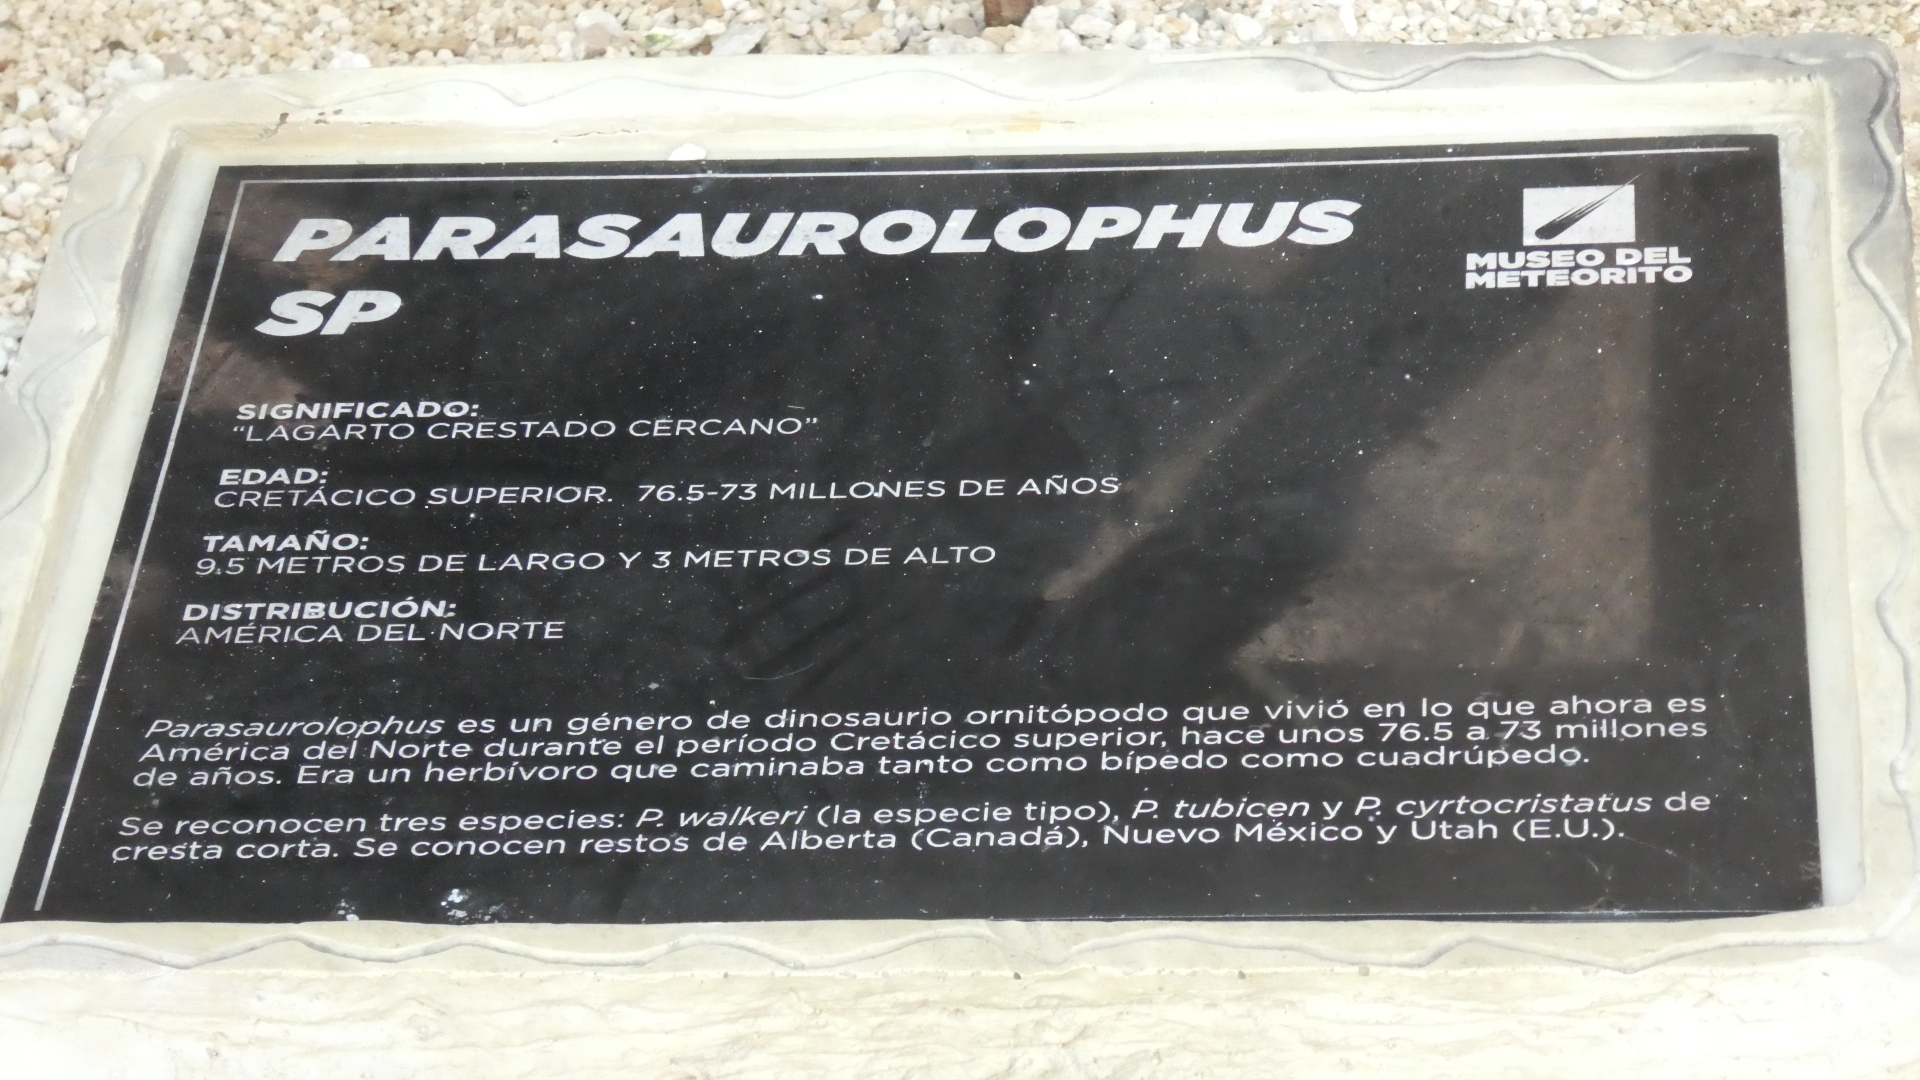 PARASAUROLOPHUS
SP
MUSEO DEL
METEORITO
SIGNIFICADO:
“LAGARTO CRESTADO CERCANO”
EDAD:
CRETÁCICO SUPERIOR. 76.5-73 MILLONES DE AÑOS
TAMAÑO:
9.5 METROS DE LARGO Y 3 METROS DE ALTO
DISTRIBUCIÓN:
AMÉRICA DEL NORTE
Parasaurolophus es un género de dinosaurio ornitópodo que vivió en lo que ahora es
América del Norte durante el período Cretácico superior, hace unos 76.5 a 73 millones
de años. Era un herbívoro que caminaba tanto como bípedo como cuadrúpedo.
Se reconocen tres especies: P. walkeri (la especie tipo), P. tubicen y P. cyrtocristatus de
cresta corta. Se conocen restos de Alberta (Canadá), Nuevo México y Utah (E.U.).